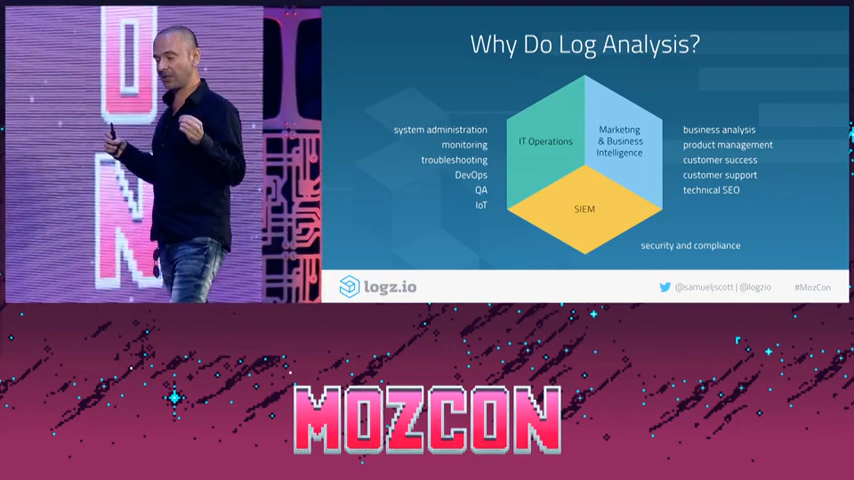 O
N
Why Do Log Analysis?
system administration
monitoring
troubleshooting
DevOps
QA
IoT
IT Operations
Marketing
& Business
Intelligence
SIEM
business analysis
product management
customer success
customer support
technical SEO
security and compliance
logz.io
@samueljscott | @logzio
#MozCon
MOZCON